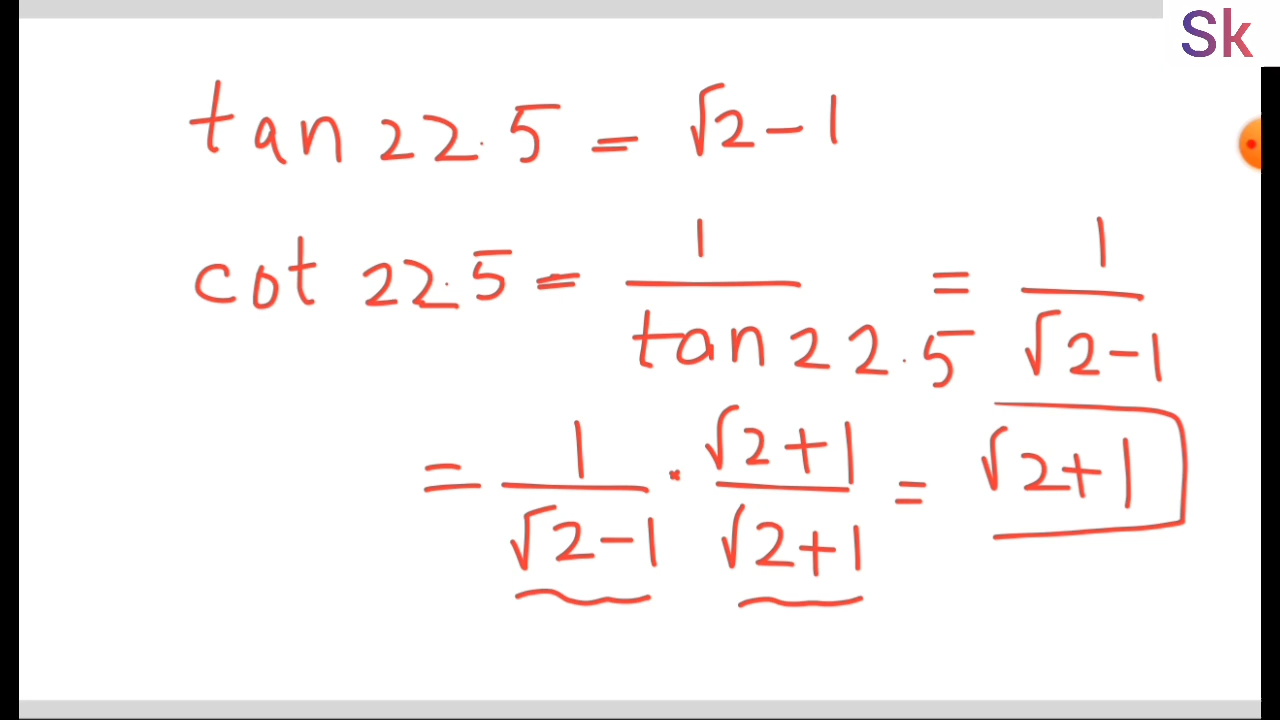 Sk
tan 22.5 = √2 - 1
cot 22.5 = 1 / tan 22.5 = 1 / √2 - 1
= 1 / √2 - 1 · √2 + 1 / √2 + 1 = √2 + 1